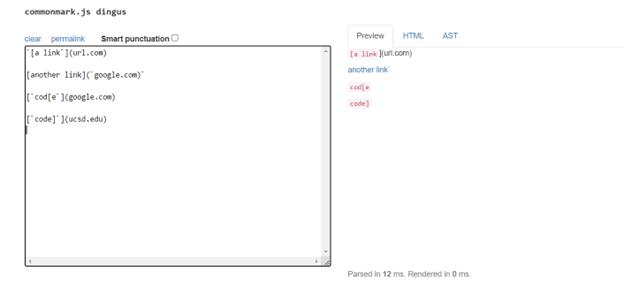 commonmark.js dingus
clear permalink Smart punctuation
`[a link`](url.com)
[another link](`google.com)`
[`cod[e`](google.com)
[`code]`](ucsd.edu)
Preview HTML AST
[a link](url.com)
another link`
cod[e
code]
Parsed in 12 ms. Rendered in 0 ms.